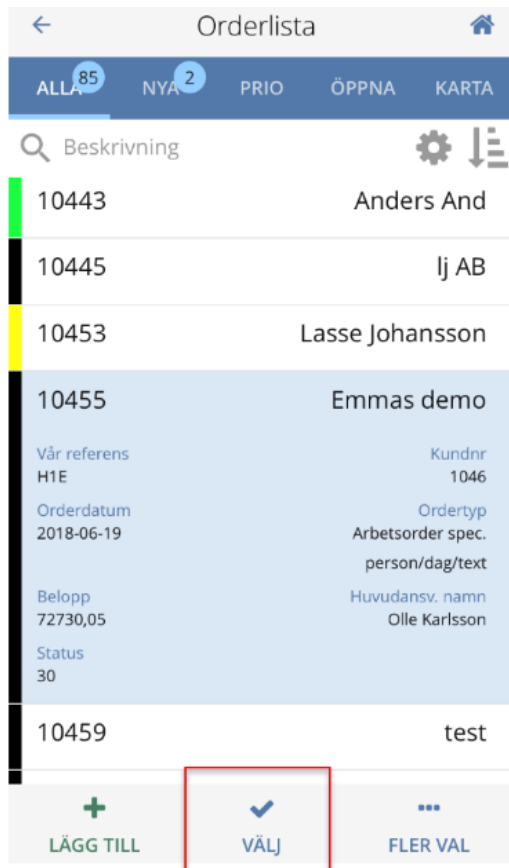 Orderlista
ALLA 85 NYA 2 PRIO ÖPPNA KARTA
Beskrivning
10443 Anders And
10445 lj AB
10453 Lasse Johansson
10455 Emmas demo
Vår referens Kundnr
H1E 1046
Orderdatum Ordertyp
2018-06-19 Arbetsorder spec.
person/dag/text
Belopp Huvudansv. namn
72730,05 Olle Karlsson
Status
30
10459 test
LÄGG TILL VÄLJ FLER VAL